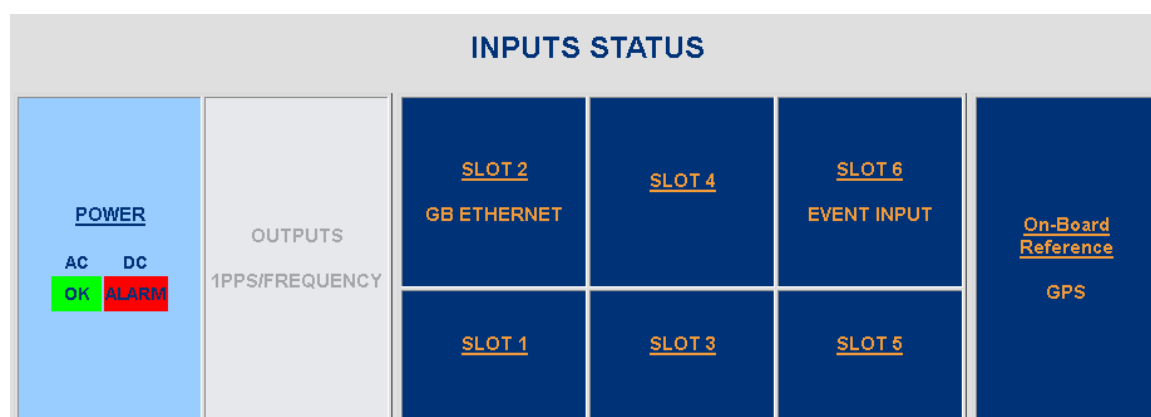 INPUTS STATUS
POWER
AC DC
OK ALARM
OUTPUTS
1PPS/FREQUENCY
SLOT 2
GB ETHERNET
SLOT 4
SLOT 6
EVENT INPUT
SLOT 1
SLOT 3
SLOT 5
On-Board
Reference
GPS